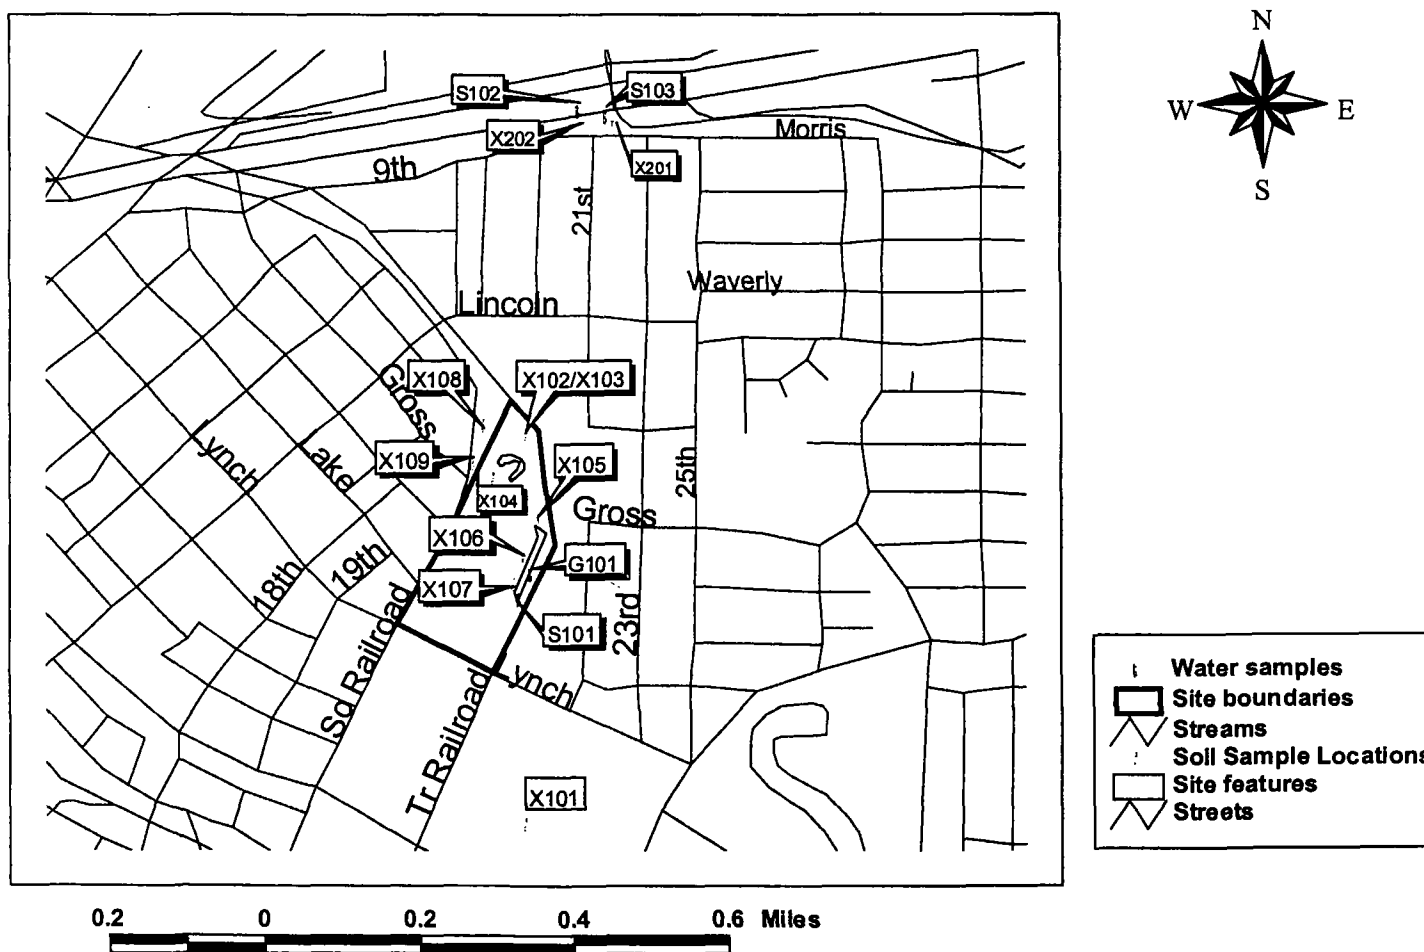 N
S102
S103
W
E
X202
Morris
9th
X201
S
21st
Waverly
Lincoln
Gross
X108
X102/X103
Lynch
Lake
X109
X105
25th
X104
Gross
X106
G101
18th
19th
X107
23rd
S101
Sd Railroad
Tr Railroad
Lynch
X101
Water samples
Site boundaries
Streams
Soil Sample Locations
Site features
Streets
0.2 0 0.2 0.4 0.6 Miles